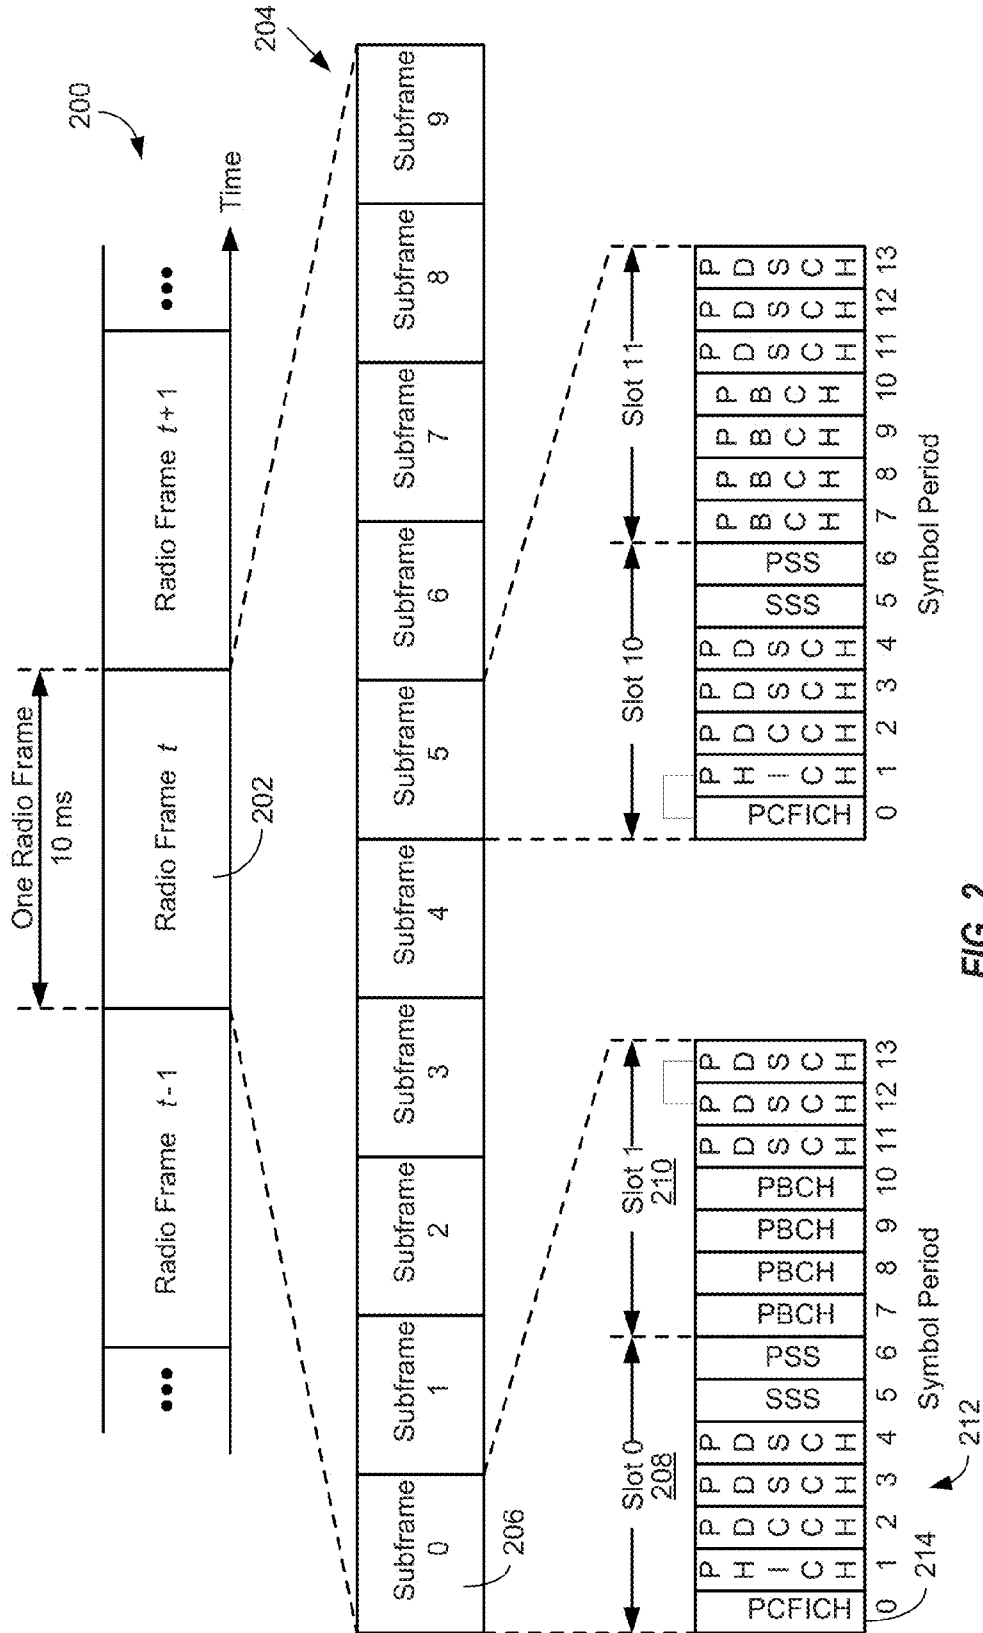 200
One Radio Frame
10 ms
••• Radio Frame t-1 Radio Frame t Radio Frame t+1 •••
202
Time
204
Subframe 0 Subframe 1 Subframe 2 Subframe 3 Subframe 4 Subframe 5 Subframe 6 Subframe 7 Subframe 8 Subframe 9
206
Slot 0 Slot 1 Slot 10 Slot 11
208 210
PCFICH PHICH PDCCH PDSCH PDSCH SSS PSS PBCH PBCH PBCH PBCH PDSCH PDSCH PDSCH
0 1 2 3 4 5 6 7 8 9 10 11 12 13
214
212
Symbol Period
PCFICH PHICH PDCCH PDSCH PDSCH SSS PSS PBCH PBCH PBCH PBCH PDSCH PDSCH PDSCH
0 1 2 3 4 5 6 7 8 9 10 11 12 13
Symbol Period
FIG. 2